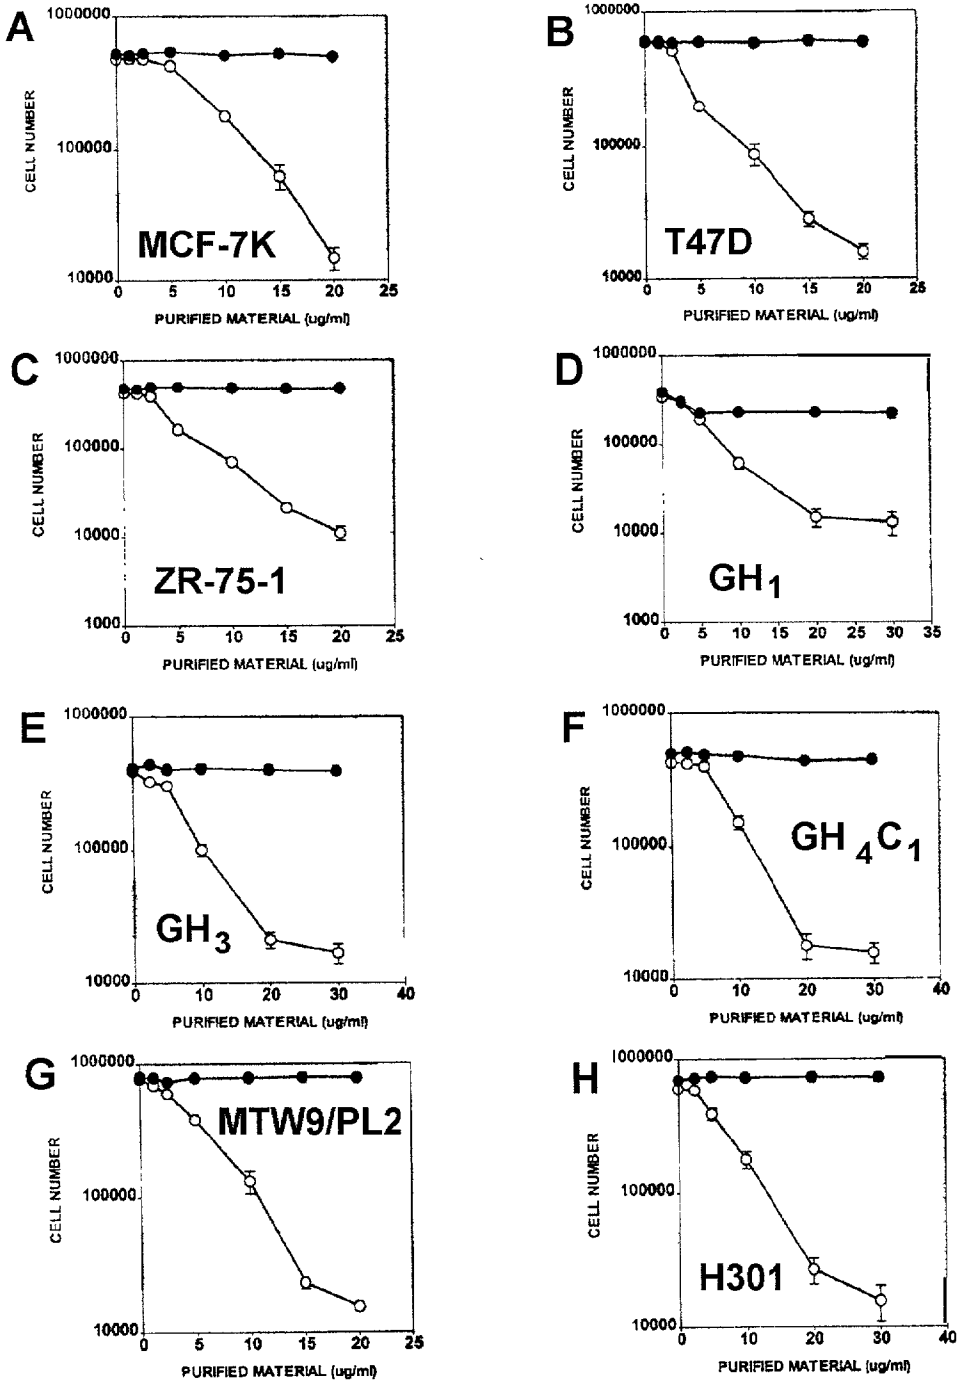 A
1000000
100000
10000
CELL NUMBER
MCF-7K
0 5 10 15 20 25
PURIFIED MATERIAL (ug/ml)
B
1000000
100000
10000
CELL NUMBER
T47D
0 5 10 15 20 25
PURIFIED MATERIAL (ug/ml)
C
1000000
100000
10000
1000
CELL NUMBER
ZR-75-1
0 5 10 15 20 25
PURIFIED MATERIAL (ug/ml)
D
1000000
100000
10000
1000
CELL NUMBER
GH1
0 5 10 15 20 25 30 35
PURIFIED MATERIAL (ug/ml)
E
1000000
100000
10000
CELL NUMBER
GH3
0 10 20 30 40
PURIFIED MATERIAL (ug/ml)
F
1000000
100000
10000
CELL NUMBER
GH4C1
0 10 20 30 40
PURIFIED MATERIAL (ug/ml)
G
1000000
100000
10000
CELL NUMBER
MTW9/PL2
0 5 10 15 20 25
PURIFIED MATERIAL (ug/ml)
H
1000000
100000
10000
CELL NUMBER
H301
0 10 20 30 40
PURIFIED MATERIAL (ug/ml)